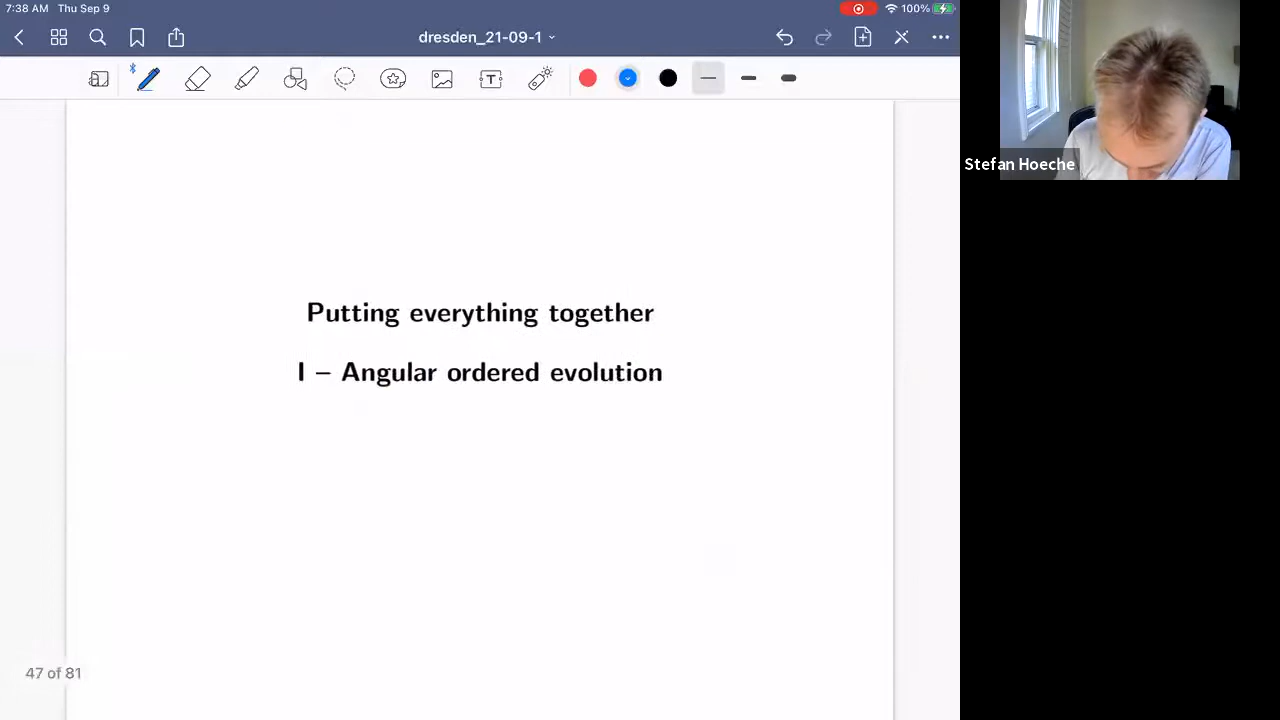 7:38 AM Thu Sep 9
100%
dresden_21-09-1
T
Stefan Hoeche
Putting everything together
I – Angular ordered evolution
47 of 81